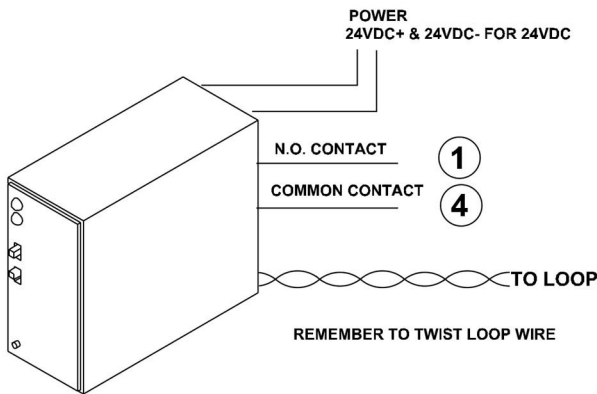 POWER
24VDC+ & 24VDC- FOR 24VDC
N.O. CONTACT
1
COMMON CONTACT
4
TO LOOP
REMEMBER TO TWIST LOOP WIRE